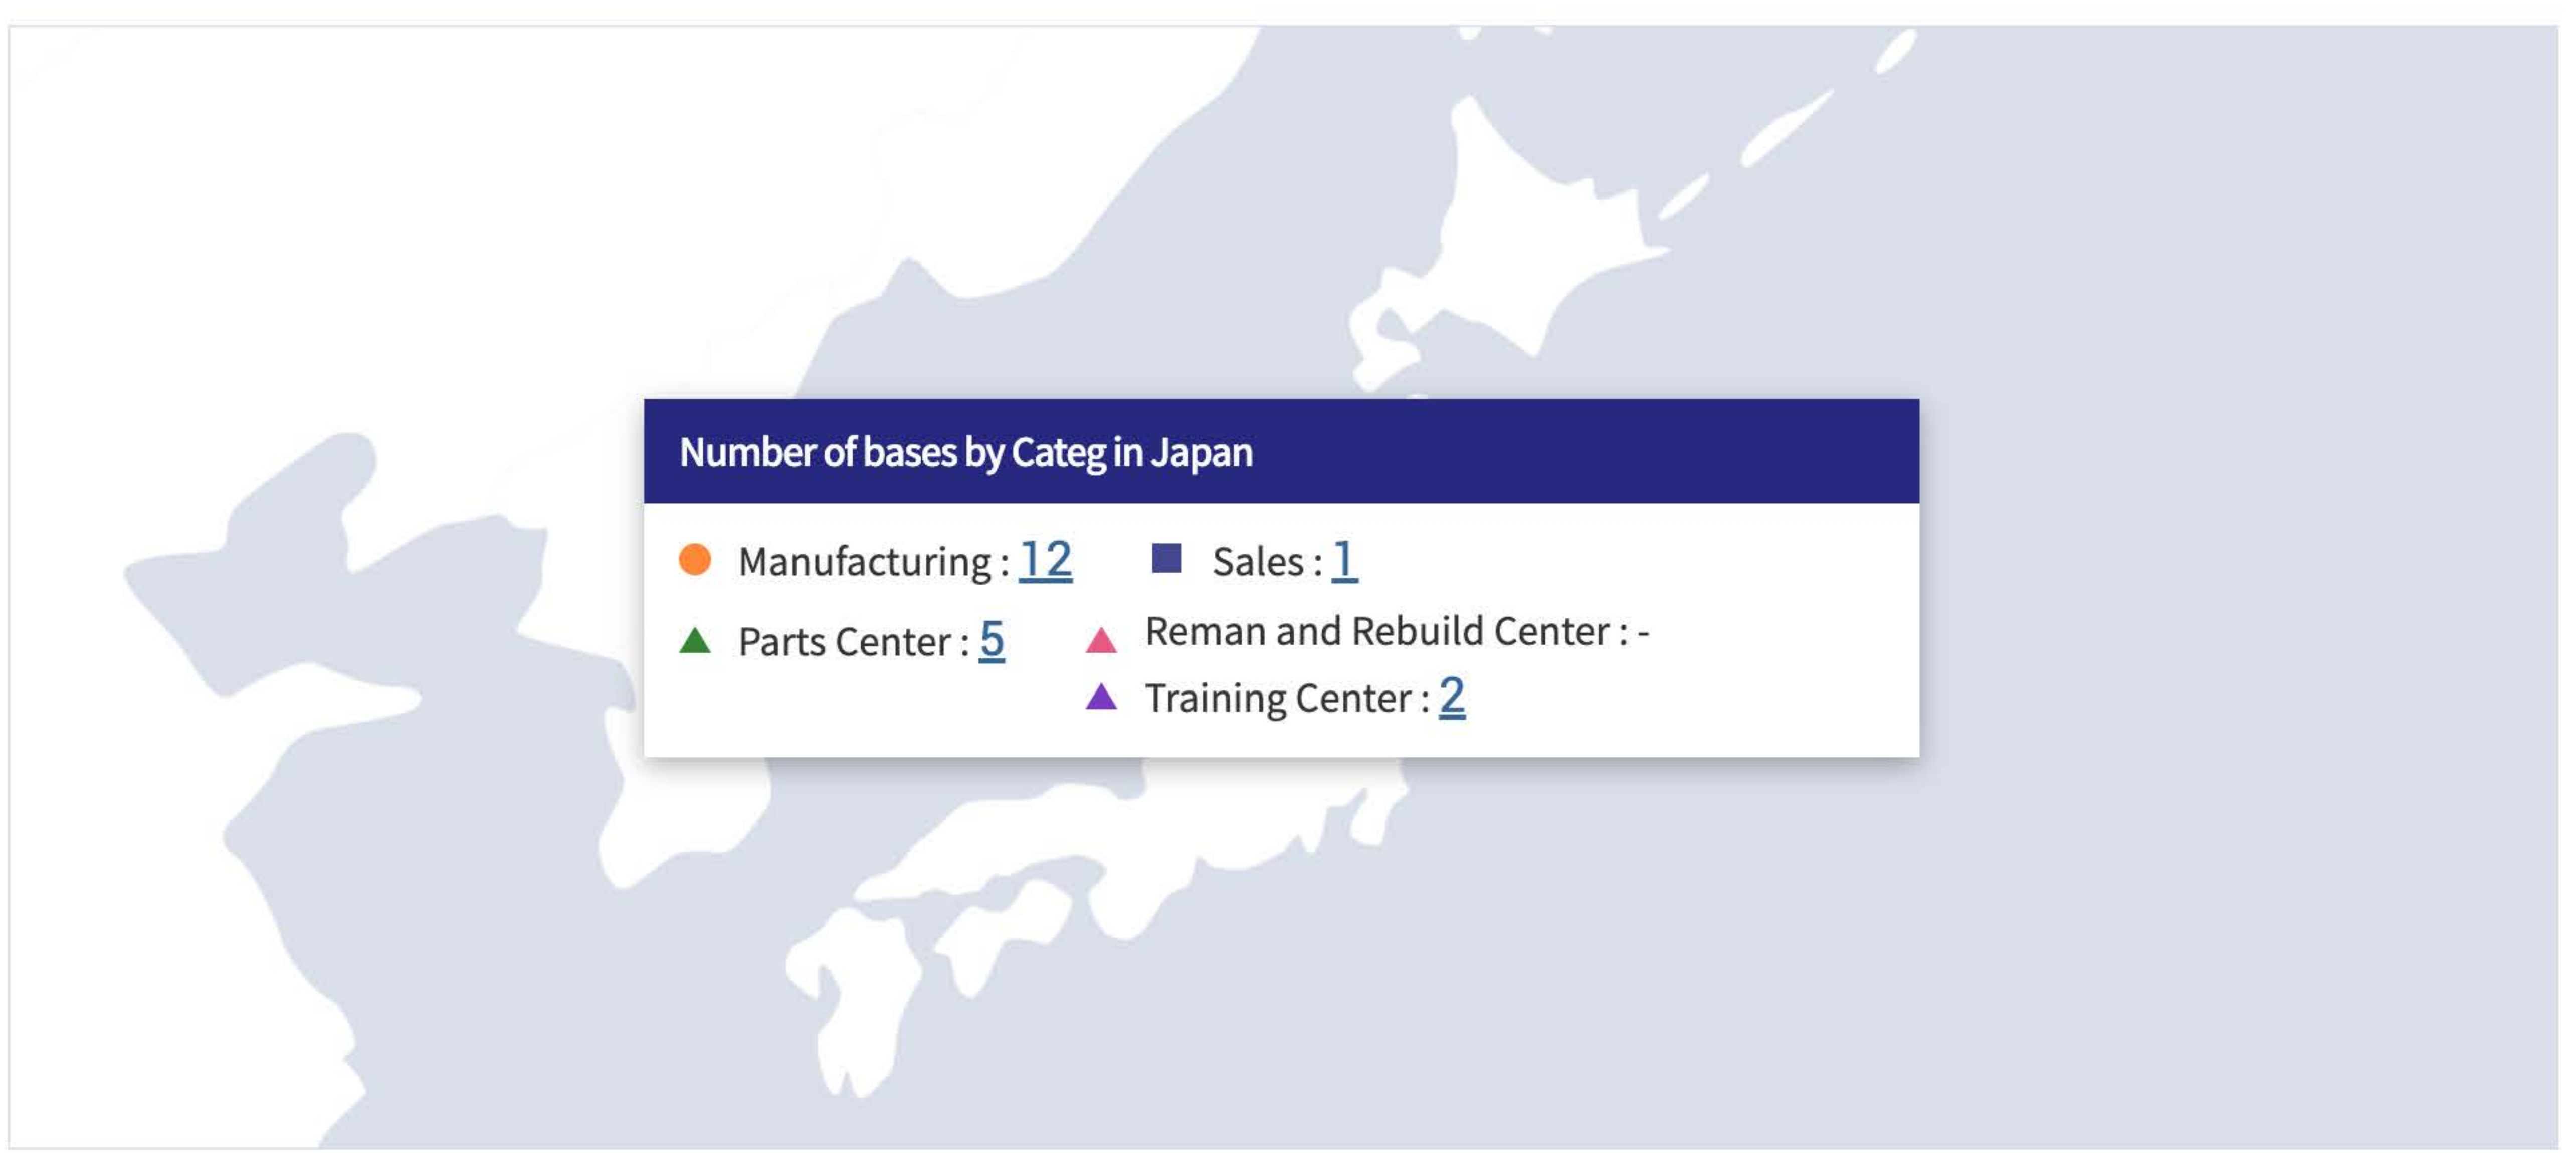 Number of bases by Categ in Japan
Manufacturing : 12
Sales : 1
Parts Center : 5
Reman and Rebuild Center : -
Training Center : 2